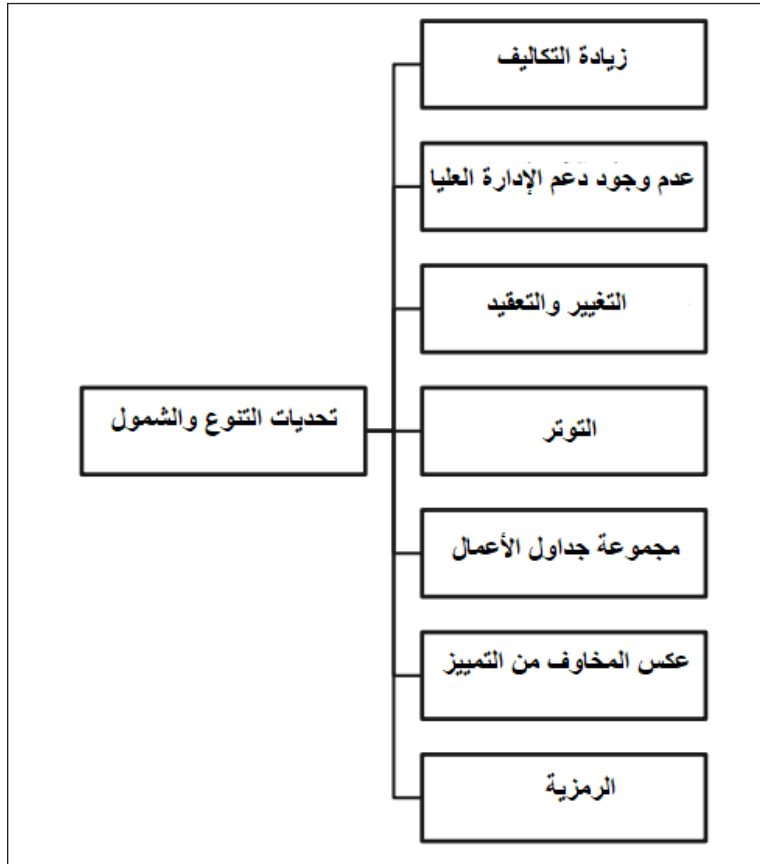 زيادة التكاليف
عدم وجود دعم الإدارة العليا
التغيير والتعقيد
تحديات التنوع والشمول
التوتر
مجموعة جداول الأعمال
عكس المخاوف من التمييز
الرمزية